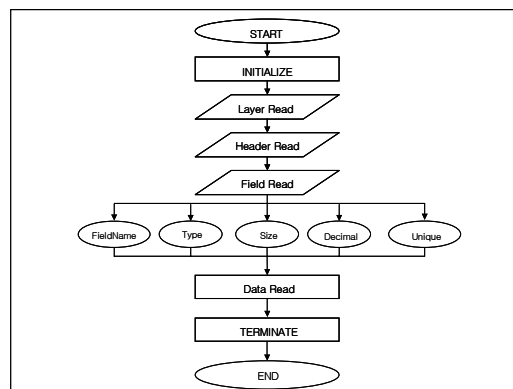 START
INITIALIZE
Layer Read
Header Read
Field Read
FieldName Type Size Decimal Unique
Data Read
TERMINATE
END